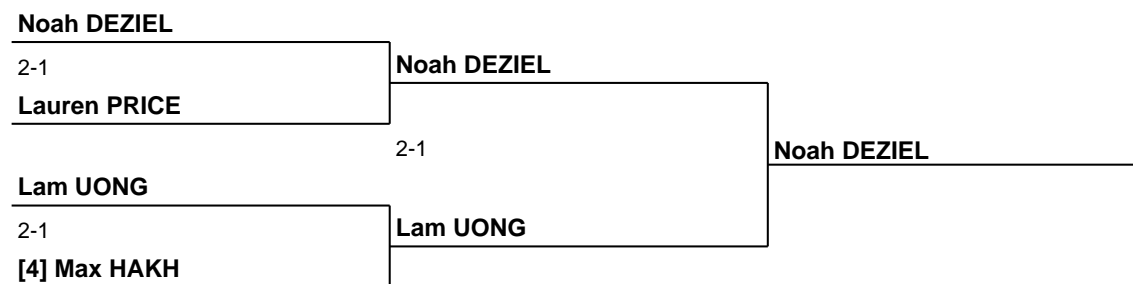 Noah DEZIEL
2-1
Noah DEZIEL
Lauren PRICE
2-1
Noah DEZIEL
Lam UONG
2-1
Lam UONG
[4] Max HAKH